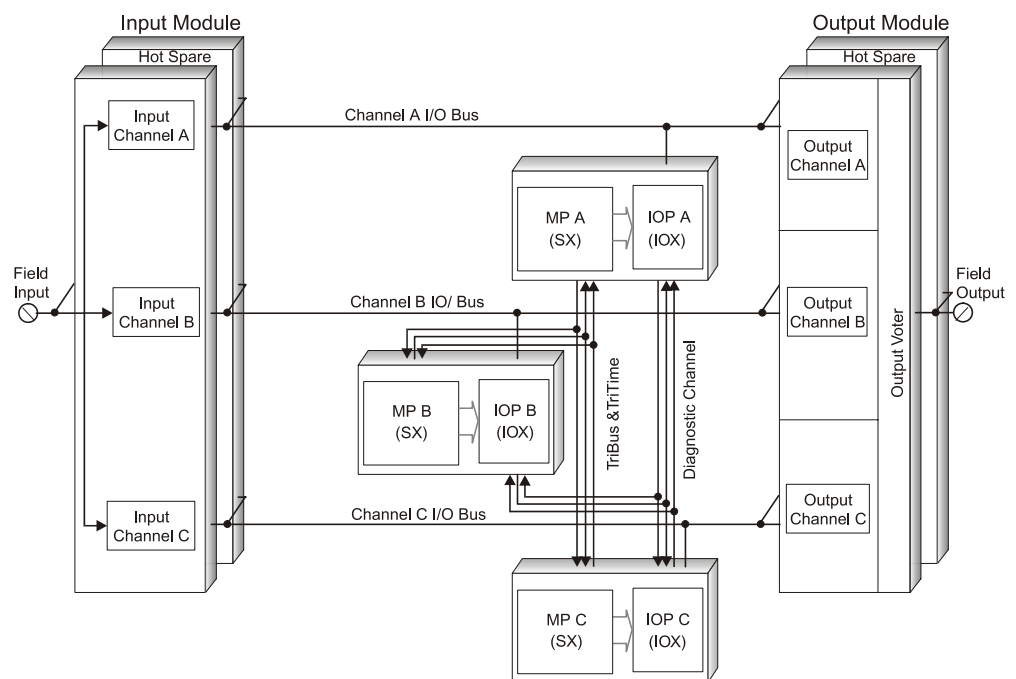 Input Module
Output Module
Hot Spare
Hot Spare
Input
Channel A
Channel A I/O Bus
Output
Channel A
MP A
(SX)
IOP A
(IOX)
Field
Input
Input
Channel B
Channel B IO/ Bus
Output
Channel B
Field
Output
Output Voter
TriBus &TriTime
Diagnostic Channel
MP B
(SX)
IOP B
(IOX)
Input
Channel C
Channel C I/O Bus
Output
Channel C
MP C
(SX)
IOP C
(IOX)